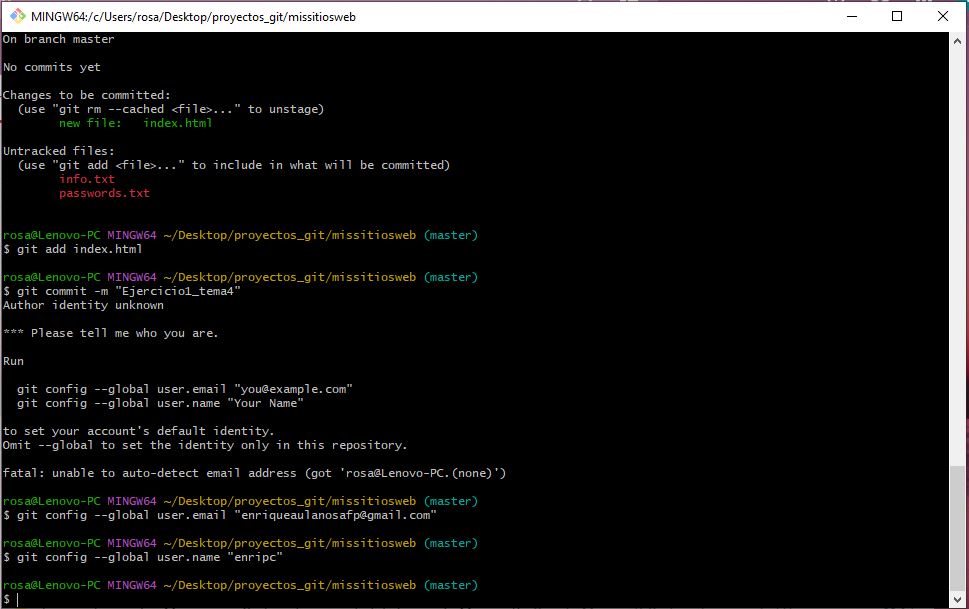 MINGW64:/c/Users/rosa/Desktop/proyectos_git/missitiosweb
On branch master
No commits yet
Changes to be committed:
(use "git rm --cached <file>..." to unstage)
new file:   index.html
Untracked files:
(use "git add <file>..." to include in what will be committed)
info.txt
passwords.txt
rosa@Lenovo-PC MINGW64 ~/Desktop/proyectos_git/missitiosweb (master)
$ git add index.html
rosa@Lenovo-PC MINGW64 ~/Desktop/proyectos_git/missitiosweb (master)
$ git commit -m "Ejercicio1_tema4"
Author identity unknown
*** Please tell me who you are.
Run
git config --global user.email "you@example.com"
git config --global user.name "Your Name"
to set your account's default identity.
Omit --global to set the identity only in this repository.
fatal: unable to auto-detect email address (got 'rosa@Lenovo-PC.(none)')
rosa@Lenovo-PC MINGW64 ~/Desktop/proyectos_git/missitiosweb (master)
$ git config --global user.email "enriqueaulanosafp@gmail.com"
rosa@Lenovo-PC MINGW64 ~/Desktop/proyectos_git/missitiosweb (master)
$ git config --global user.name "enripc"
rosa@Lenovo-PC MINGW64 ~/Desktop/proyectos_git/missitiosweb (master)
$